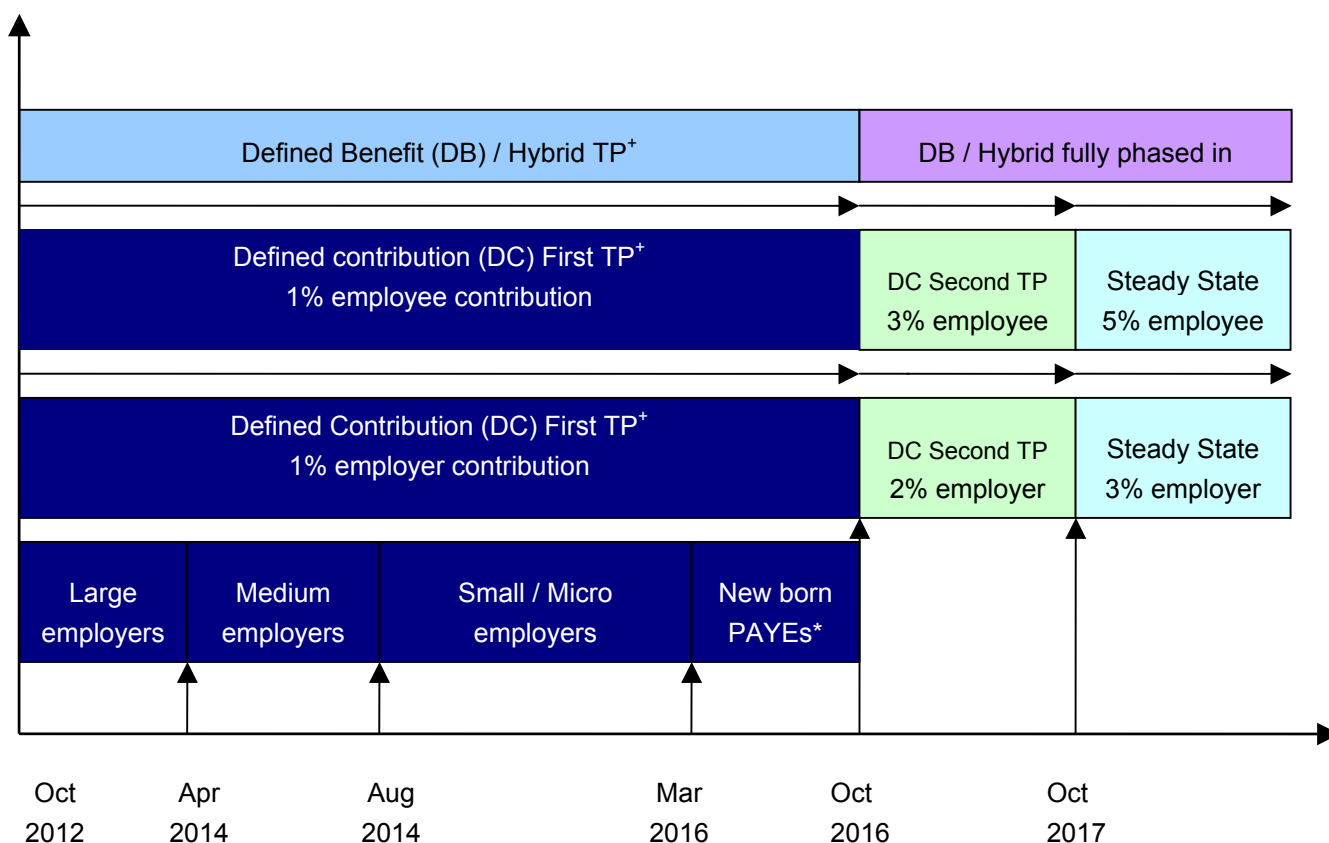 Defined Benefit (DB) / Hybrid TP+
DB / Hybrid fully phased in
Defined contribution (DC) First TP+
1% employee contribution
DC Second TP
3% employee
Steady State
5% employee
Defined Contribution (DC) First TP+
1% employer contribution
DC Second TP
2% employer
Steady State
3% employer
Large
employers
Medium
employers
Small / Micro
employers
New born
PAYEs*
Oct
2012
Apr
2014
Aug
2014
Mar
2016
Oct
2016
Oct
2017